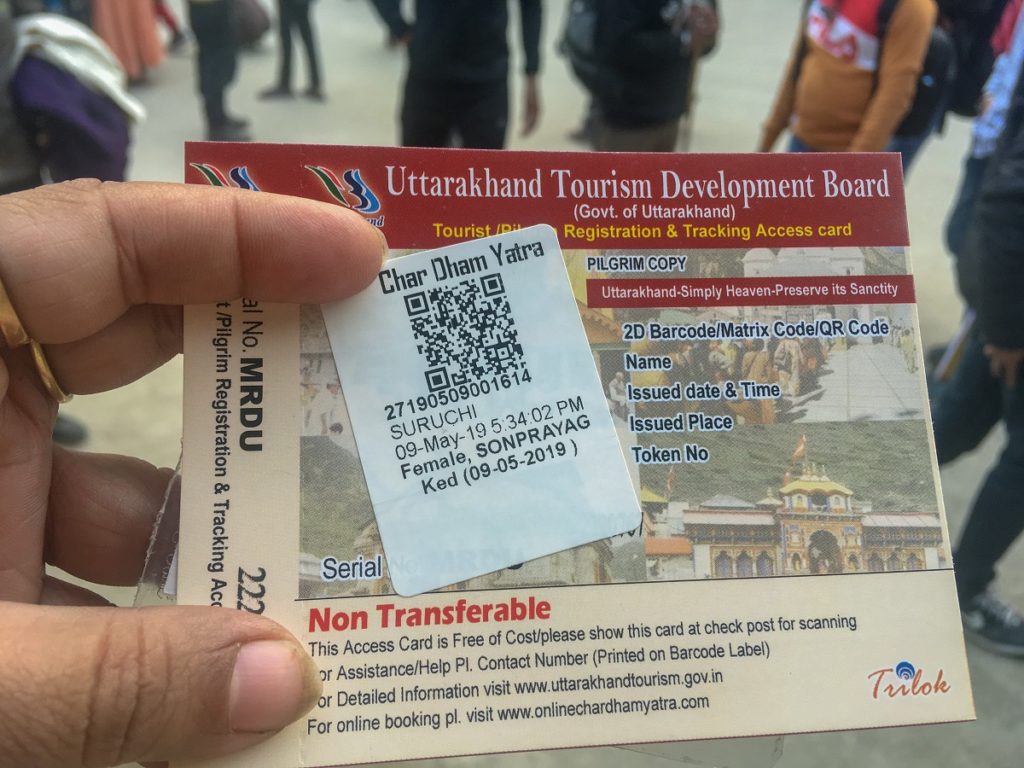 Uttarakhand Tourism Development Board
(Govt. of Uttarakhand)
Tourist /Pilgrim Registration & Tracking Access card
PILGRIM COPY
Uttarakhand-Simply Heaven-Preserve its Sanctity
2D Barcode/Matrix Code/QR Code
Name
Issued date & Time
Issued Place
Token No
Char Dham Yatra
27190509001614
SURUCHI
09-May-19 5:34:02 PM
Female, SONPRAYAG
Ked (09-05-2019 )
Serial No. MRDU
Non Transferable
This Access Card is Free of Cost/please show this card at check post for scanning
or Assistance/Help Pl. Contact Number (Printed on Barcode Label)
or Detailed Information visit www.uttarakhandtourism.gov.in
For online booking pl. visit www.onlinechardhamyatra.com
Trilok
al No. MRDU 222
t /Pilgrim Registration & Tracking Acc